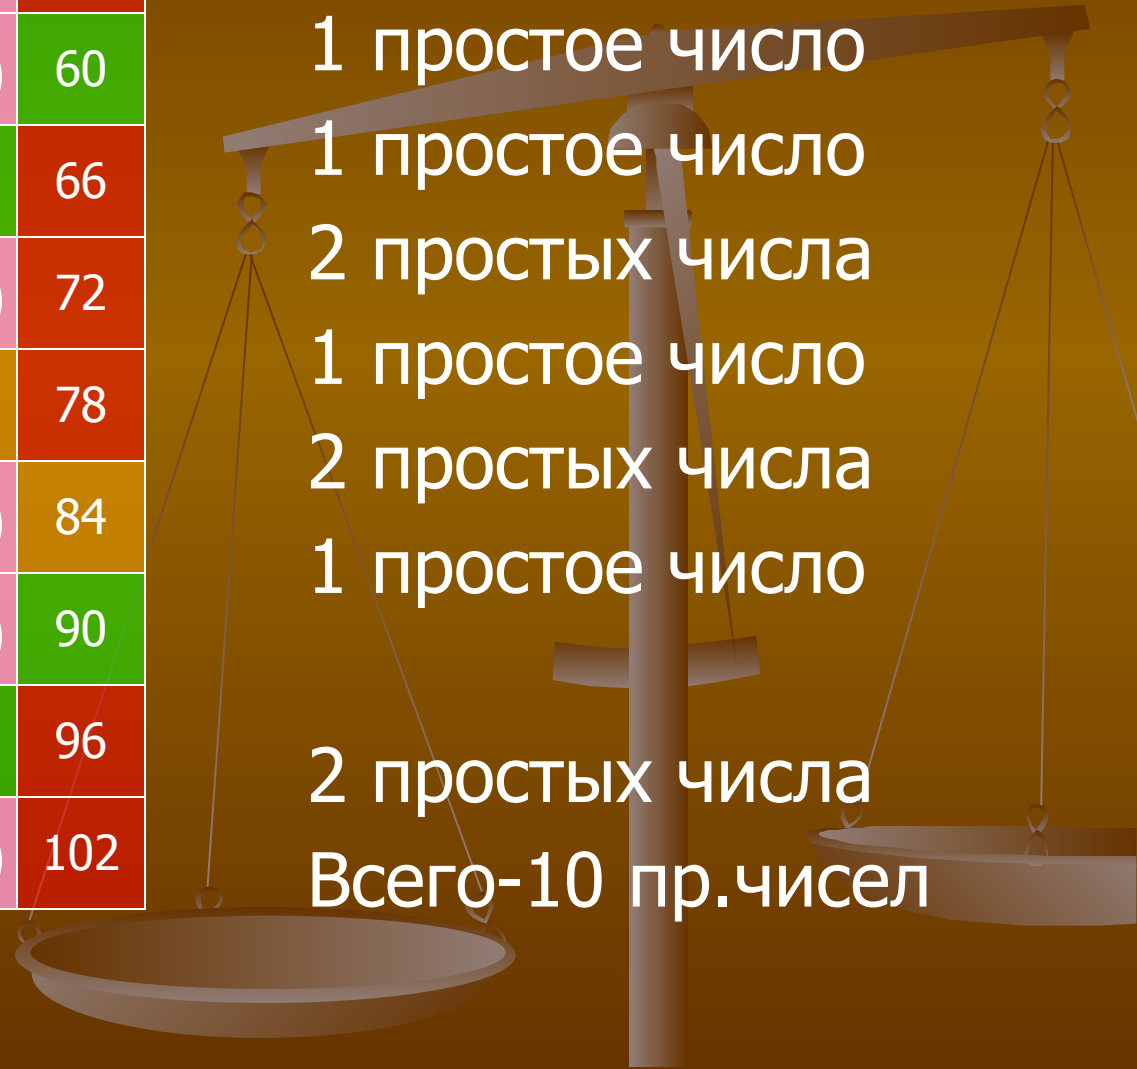 60
66
72
78
84
90
96
102
1 простое число
1 простое число
2 простых числа
1 простое число
2 простых числа
1 простое число
2 простых числа
Всего-10 пр.чисел